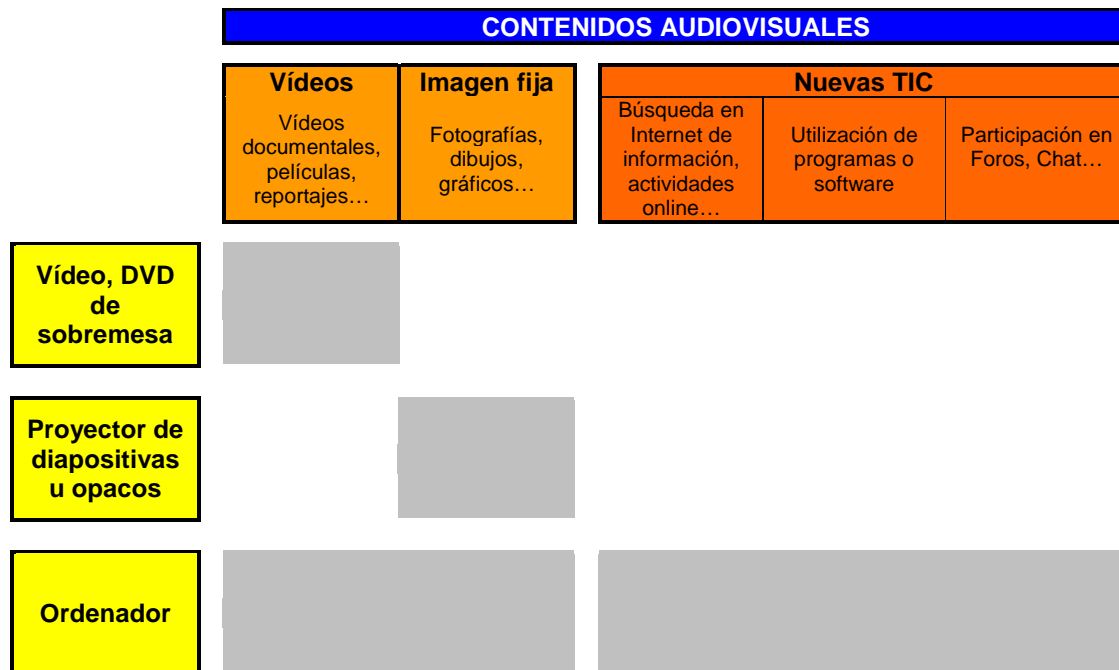 CONTENIDOS AUDIOVISUALES
Vídeos
Vídeos
documentales,
películas,
reportajes…
Imagen fija
Fotografías,
dibujos,
gráficos…
Nuevas TIC
Búsqueda en
Internet de
información,
actividades
online…
Utilización de
programas o
software
Participación en
Foros, Chat…
Vídeo, DVD
de
sobremesa
Proyector de
diapositivas
u opacos
Ordenador